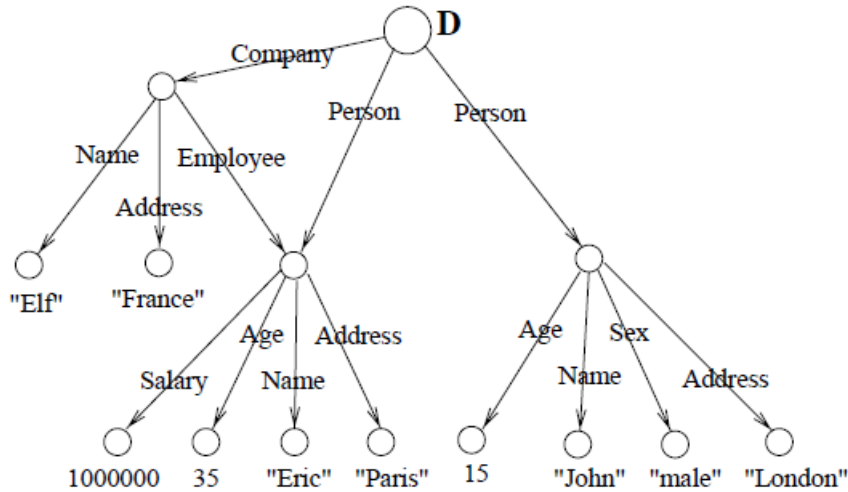 D
Company
Person
Person
Name
Employee
Address
"Elf"
"France"
Age
Address
Age
Sex
Salary
Name
Name
Address
1000000
35
"Eric"
"Paris"
15
"John"
"male"
"London"